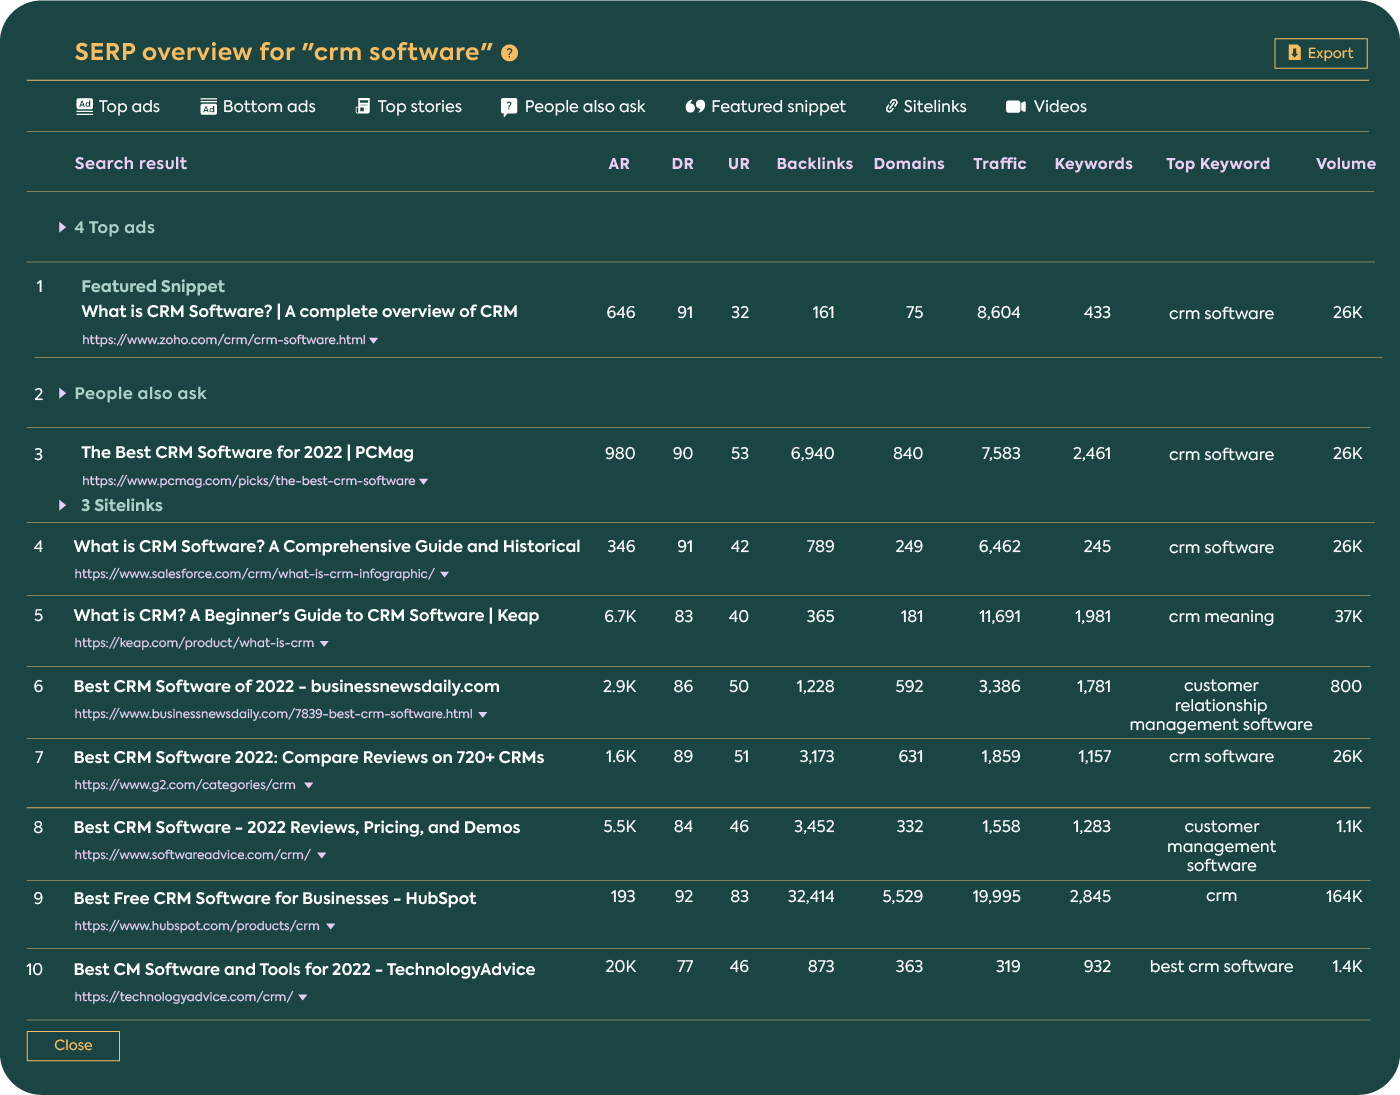 SERP overview for "crm software" ?
Export
Top ads Bottom ads Top stories People also ask Featured snippet Sitelinks Videos
Search result AR DR UR Backlinks Domains Traffic Keywords Top Keyword Volume
4 Top ads
1 Featured Snippet
What is CRM Software? | A complete overview of CRM 646 91 32 161 75 8,604 433 crm software 26K
https://www.zoho.com/crm/crm-software.html
2 People also ask
3 The Best CRM Software for 2022 | PCMag 980 90 53 6,940 840 7,583 2,461 crm software 26K
https://www.pcmag.com/picks/the-best-crm-software
3 Sitelinks
4 What is CRM Software? A Comprehensive Guide and Historical 346 91 42 789 249 6,462 245 crm software 26K
https://www.salesforce.com/crm/what-is-crm-infographic/
5 What is CRM? A Beginner's Guide to CRM Software | Keap 6.7K 83 40 365 181 11,691 1,981 crm meaning 37K
https://keap.com/product/what-is-crm
6 Best CRM Software of 2022 - businessnewsdaily.com 2.9K 86 50 1,228 592 3,386 1,781 customer 800
relationship
https://www.businessnewsdaily.com/7839-best-crm-software.html
management software
7 Best CRM Software 2022: Compare Reviews on 720+ CRMs 1.6K 89 51 3,173 631 1,859 1,157 crm software 26K
https://www.g2.com/categories/crm
8 Best CRM Software - 2022 Reviews, Pricing, and Demos 5.5K 84 46 3,452 332 1,558 1,283 customer 1.1K
management
https://www.softwareadvice.com/crm/
software
9 Best Free CRM Software for Businesses - HubSpot 193 92 83 32,414 5,529 19,995 2,845 crm 164K
https://www.hubspot.com/products/crm
10 Best CM Software and Tools for 2022 - TechnologyAdvice 20K 77 46 873 363 319 932 best crm software 1.4K
https://technologyadvice.com/crm/
Close